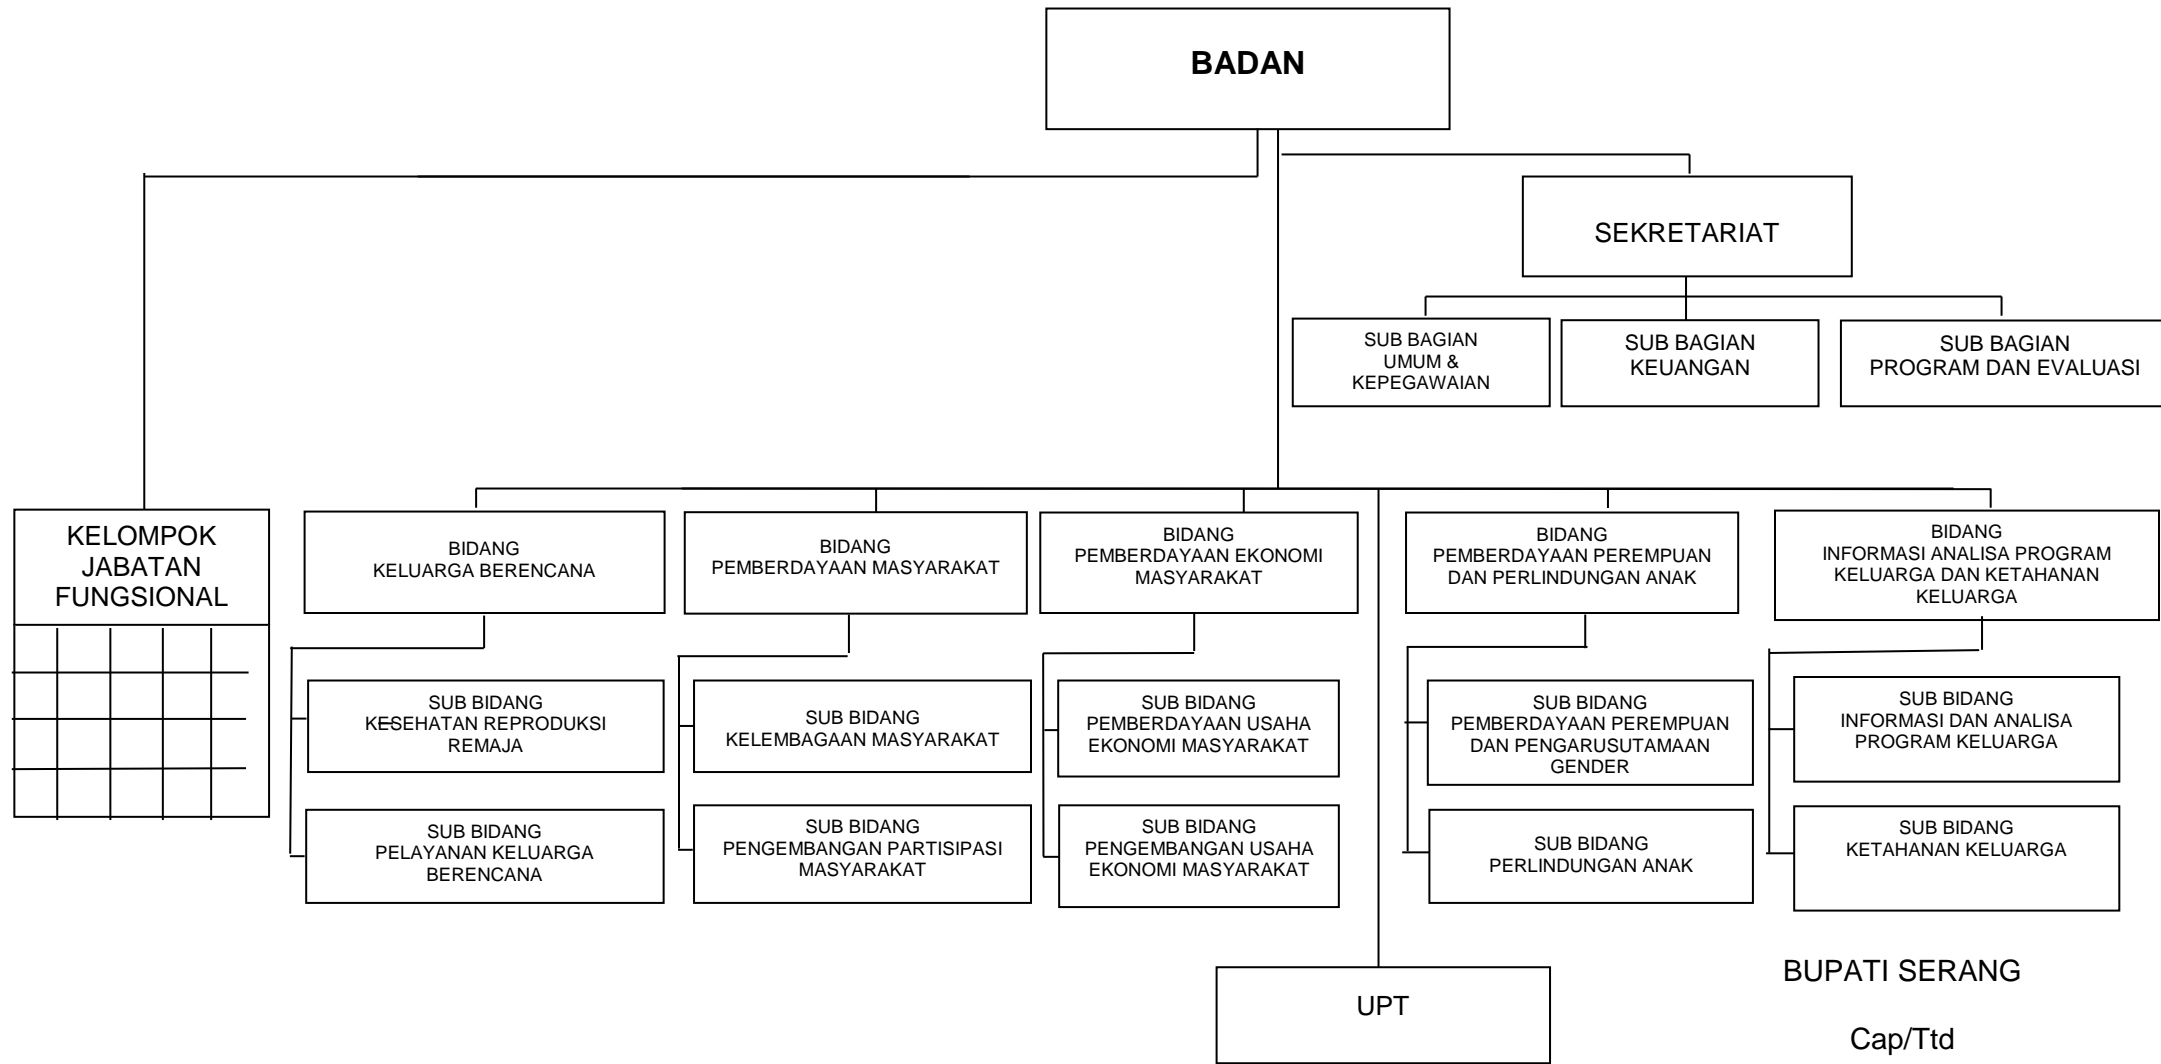 BADAN
SEKRETARIAT
SUB BAGIAN
UMUM &
KEPEGAWAIAN
SUB BAGIAN
KEUANGAN
SUB BAGIAN
PROGRAM DAN EVALUASI
KELOMPOK
JABATAN
FUNGSIONAL
BIDANG
KELUARGA BERENCANA
BIDANG
PEMBERDAYAAN MASYARAKAT
BIDANG
PEMBERDAYAAN EKONOMI
MASYARAKAT
BIDANG
PEMBERDAYAAN PEREMPUAN
DAN PERLINDUNGAN ANAK
BIDANG
INFORMASI ANALISA PROGRAM
KELUARGA DAN KETAHANAN
KELUARGA
SUB BIDANG
KESEHATAN REPRODUKSI
REMAJA
SUB BIDANG
KELEMBAGAAN MASYARAKAT
SUB BIDANG
PEMBERDAYAAN USAHA
EKONOMI MASYARAKAT
SUB BIDANG
PEMBERDAYAAN PEREMPUAN
DAN PENGARUSUTAMAAN
GENDER
SUB BIDANG
INFORMASI DAN ANALISA
PROGRAM KELUARGA
SUB BIDANG
PELAYANAN KELUARGA
BERENCANA
SUB BIDANG
PENGEMBANGAN PARTISIPASI
MASYARAKAT
SUB BIDANG
PENGEMBANGAN USAHA
EKONOMI MASYARAKAT
SUB BIDANG
PERLINDUNGAN ANAK
SUB BIDANG
KETAHANAN KELUARGA
UPT
BUPATI SERANG
Cap/Ttd